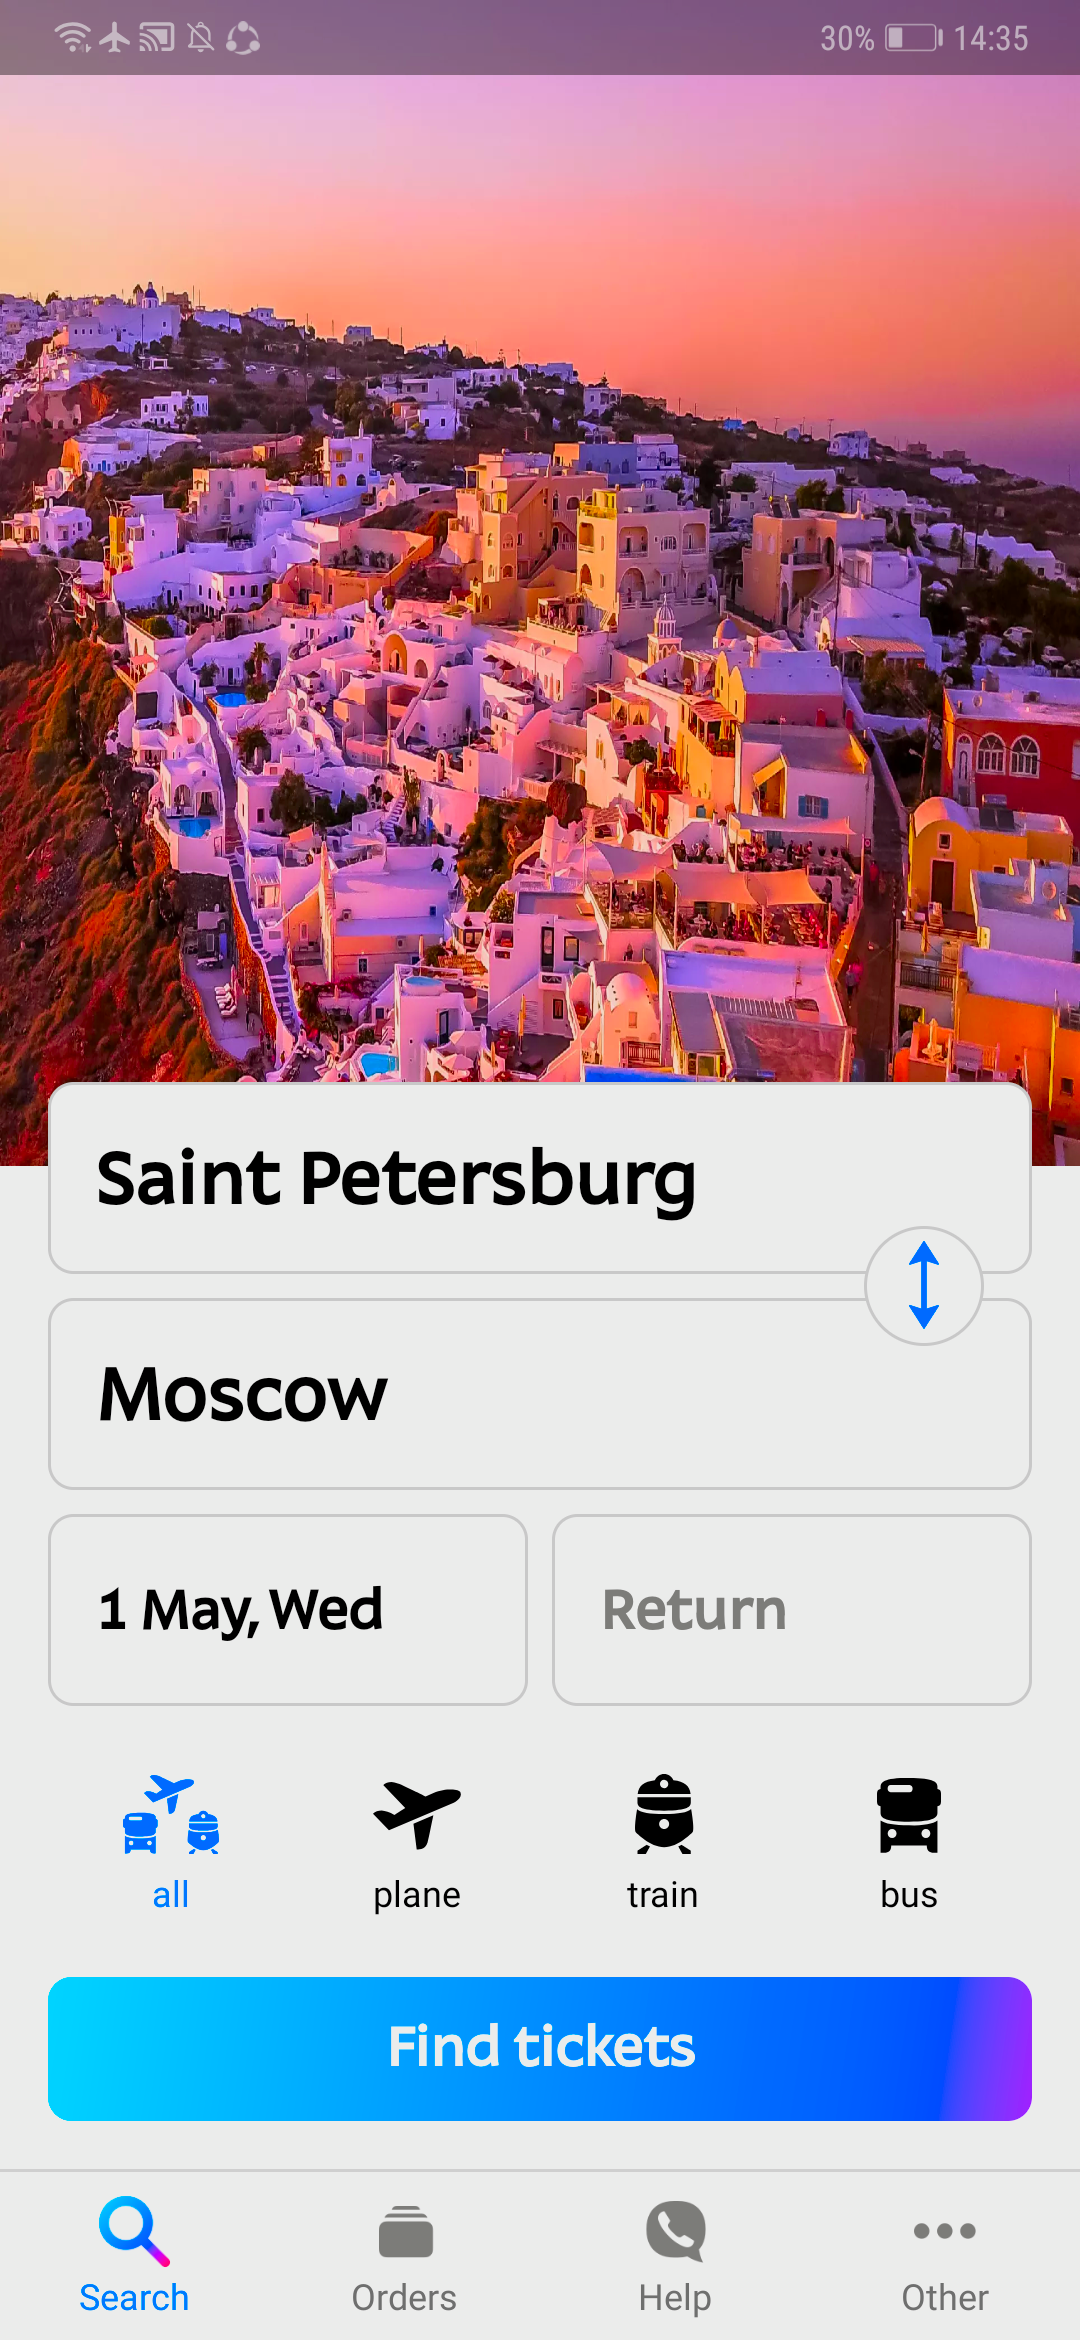 30% 14:35
Saint Petersburg
Moscow
1 May, Wed
Return
all
plane
train
bus
Find tickets
Search
Orders
Help
Other